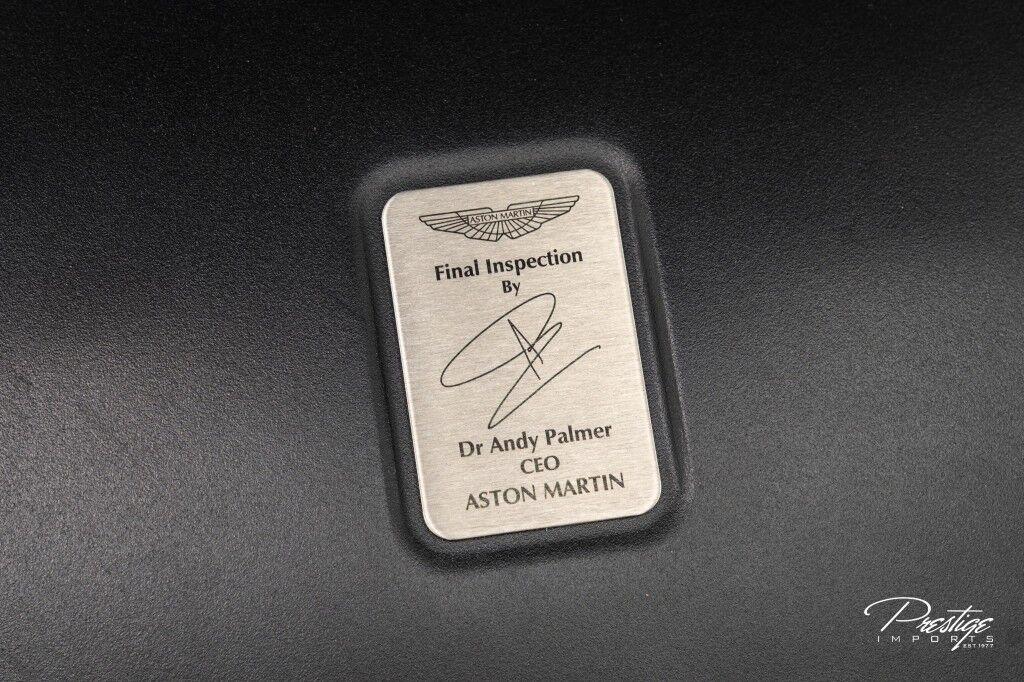 ASTON MARTIN
Final Inspection
By
Dr Andy Palmer
CEO
ASTON MARTIN
Prestige
IMPORTS
EST.1977